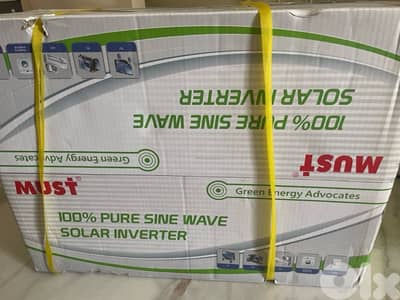 SOLAR INVERTER
100% PURE SINE WAVE
MUST
Green Energy Advocates
MUST
Green Energy Advocates
100% PURE SINE WAVE
SOLAR INVERTER
olx